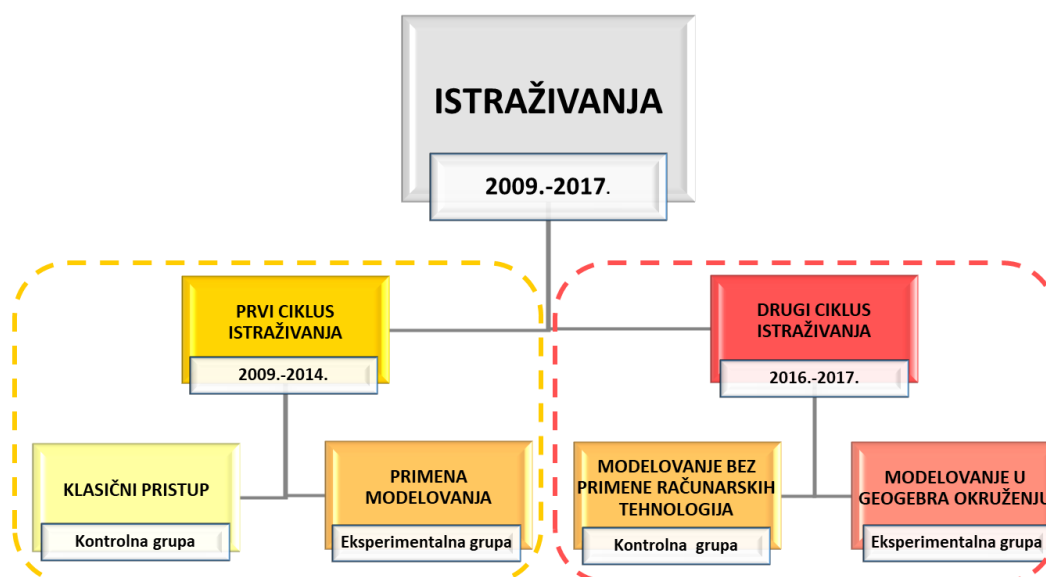 ISTRAŽIVANJA
2009.-2017.
PRVI CIKLUS
ISTRAŽIVANJA
2009.-2014.
DRUGI CIKLUS
ISTRAŽIVANJA
2016.-2017.
KLASIČNI PRISTUP
Kontrolna grupa
PRIMENA
MODELOVANJA
Eksperimentalna grupa
MODELOVANJE BEZ
PRIMENE RAČUNARSKIH
TEHNOLOGIJA
Kontrolna grupa
MODELOVANJE U
GEOGEBRA OKRUŽENJU
Eksperimentalna grupa